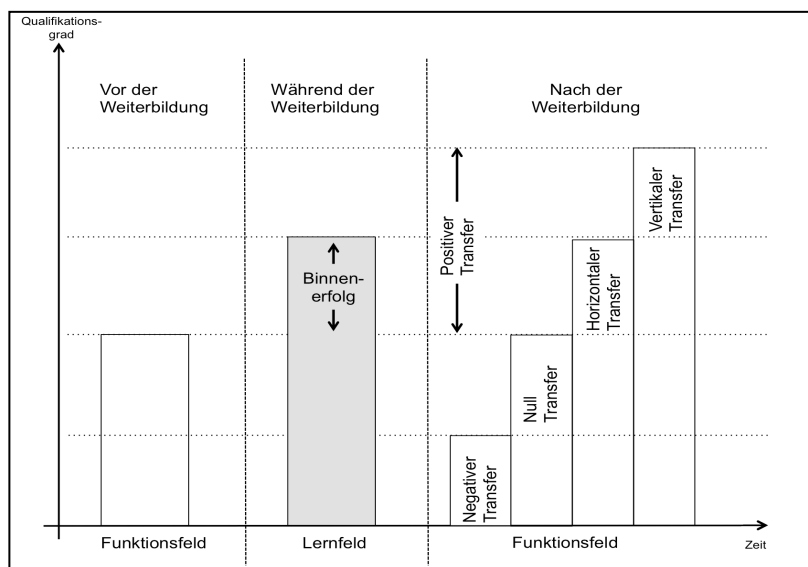 Qualifikations-
grad
Vor der
Weiterbildung
Während der
Weiterbildung
Nach der
Weiterbildung
Binnen-
erfolg
Positiver
Transfer
Negativer
Transfer
Null
Transfer
Horizontaler
Transfer
Vertikaler
Transfer
Funktionsfeld
Lernfeld
Funktionsfeld
Zeit